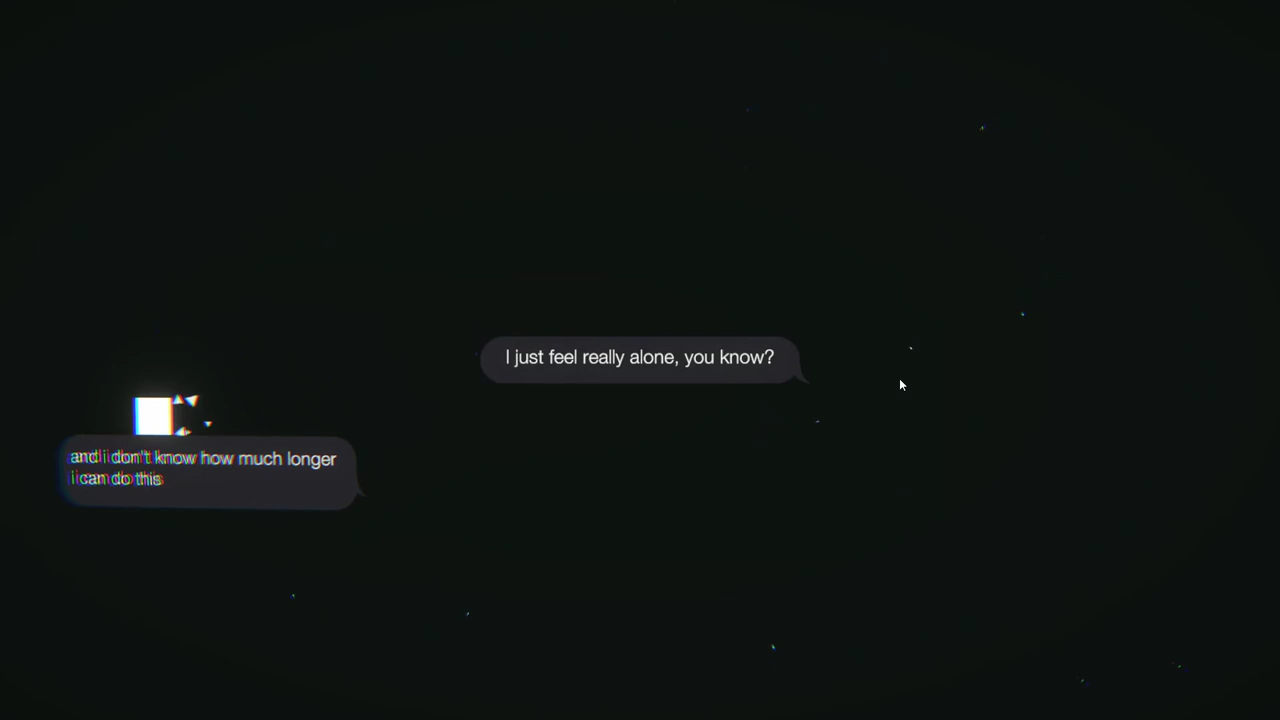 I just feel really alone, you know?
and i don't know how much longer
i can do this